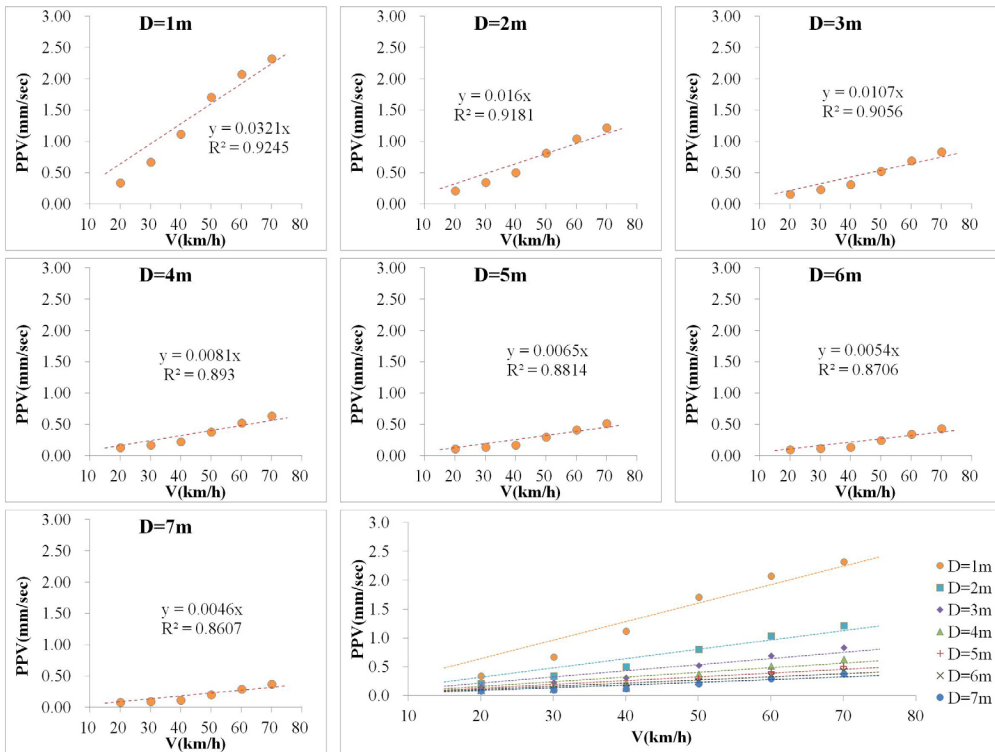 D=1m
PPV(mm/sec)
3.00
2.50
2.00
1.50
1.00
0.50
0.00
y = 0.0321x
R² = 0.9245
10 20 30 40 50 60 70 80
V(km/h)
D=2m
PPV(mm/sec)
3.00
2.50
2.00
1.50
1.00
0.50
0.00
y = 0.016x
R² = 0.9181
10 20 30 40 50 60 70 80
V(km/h)
D=3m
PPV(mm/sec)
3.00
2.50
2.00
1.50
1.00
0.50
0.00
y = 0.0107x
R² = 0.9056
10 20 30 40 50 60 70 80
V(km/h)
D=4m
PPV(mm/sec)
3.00
2.50
2.00
1.50
1.00
0.50
0.00
y = 0.0081x
R² = 0.893
10 20 30 40 50 60 70 80
V(km/h)
D=5m
PPV(mm/sec)
3.00
2.50
2.00
1.50
1.00
0.50
0.00
y = 0.0065x
R² = 0.8814
10 20 30 40 50 60 70 80
V(km/h)
D=6m
PPV(mm/sec)
3.00
2.50
2.00
1.50
1.00
0.50
0.00
y = 0.0054x
R² = 0.8706
10 20 30 40 50 60 70 80
V(km/h)
D=7m
PPV(mm/sec)
3.00
2.50
2.00
1.50
1.00
0.50
0.00
y = 0.0046x
R² = 0.8607
10 20 30 40 50 60 70 80
V(km/h)
PPV(mm/sec)
3.0
2.5
2.0
1.5
1.0
0.5
0.0
10 20 30 40 50 60 70 80
V(km/h)
D=1m
D=2m
D=3m
D=4m
D=5m
D=6m
D=7m